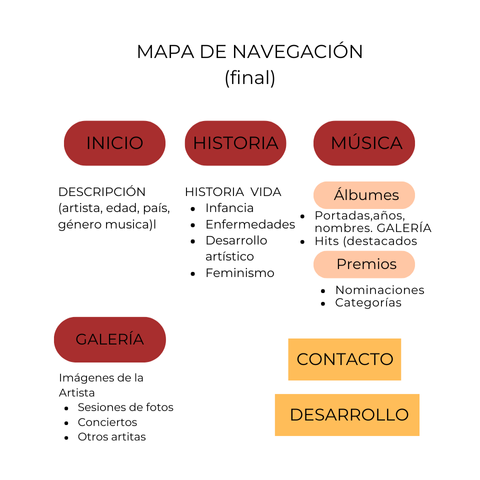 MAPA DE NAVEGACIÓN
(final)
INICIO
HISTORIA
MÚSICA
DESCRIPCIÓN
(artista, edad, país,
género musica)l
HISTORIA VIDA
• Infancia
• Enfermedades
• Desarrollo
artístico
• Feminismo
Álbumes
• Portadas,años,
nombres. GALERÍA
• Hits (destacados
Premios
• Nominaciones
• Categorías
GALERÍA
Imágenes de la
Artista
• Sesiones de fotos
• Conciertos
• Otros artitas
CONTACTO
DESARROLLO